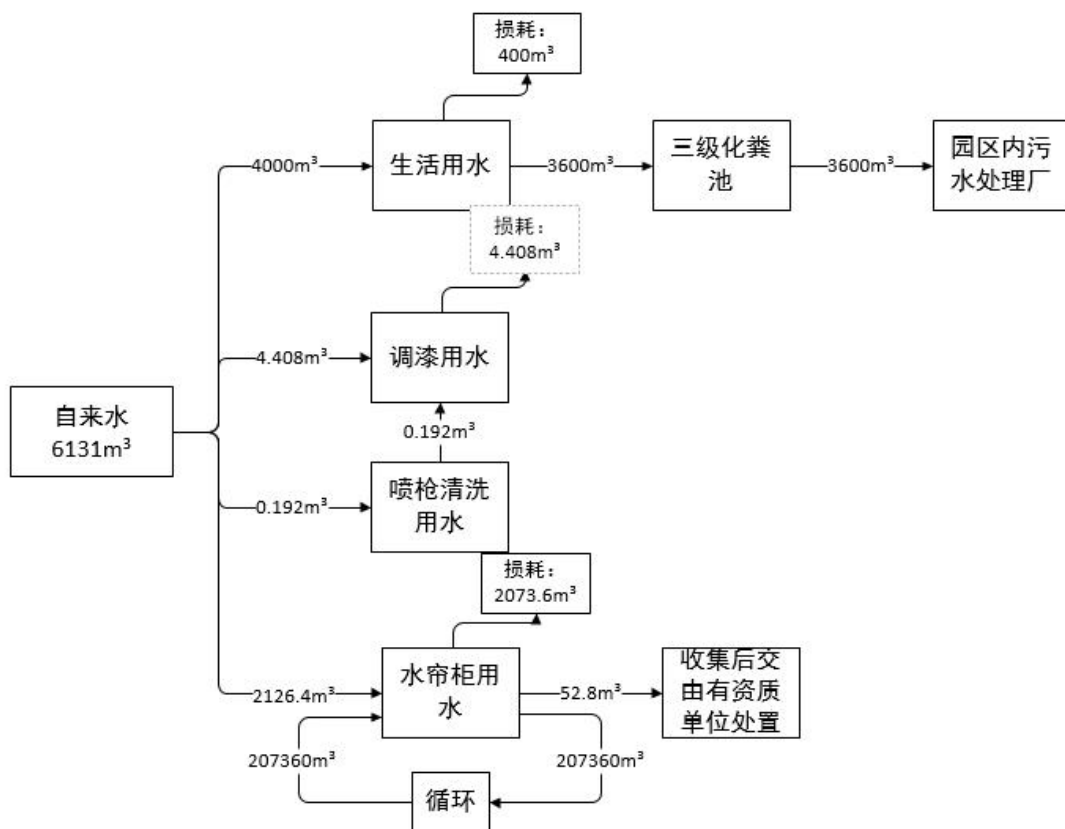 损耗：
400m³
4000m³
生活用水
3600m³
三级化粪
池
3600m³
园区内污
水处理厂
损耗：
4.408m³
4.408m³
调漆用水
自来水
6131m³
0.192m³
0.192m³
喷枪清洗
用水
损耗：
2073.6m³
2126.4m³
水帘柜用
水
52.8m³
收集后交
由有资质
单位处置
207360m³
207360m³
循环